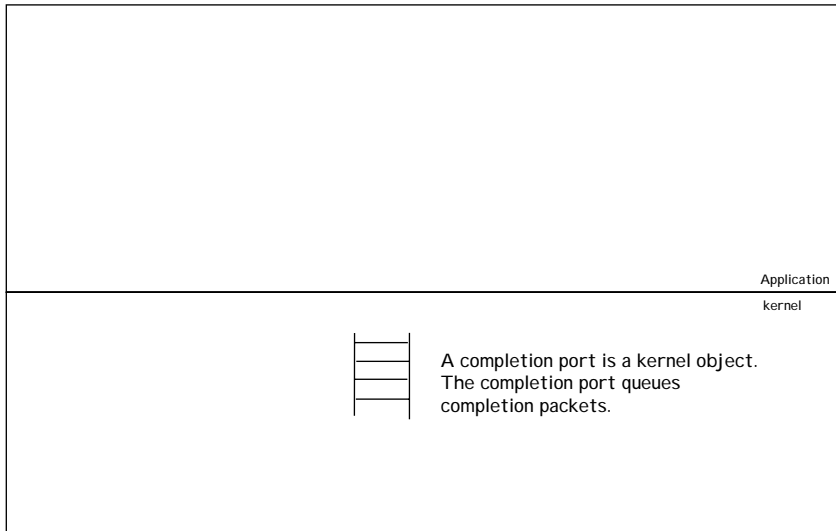 Application
kernel
A completion port is a kernel object.
The completion port queues
completion packets.